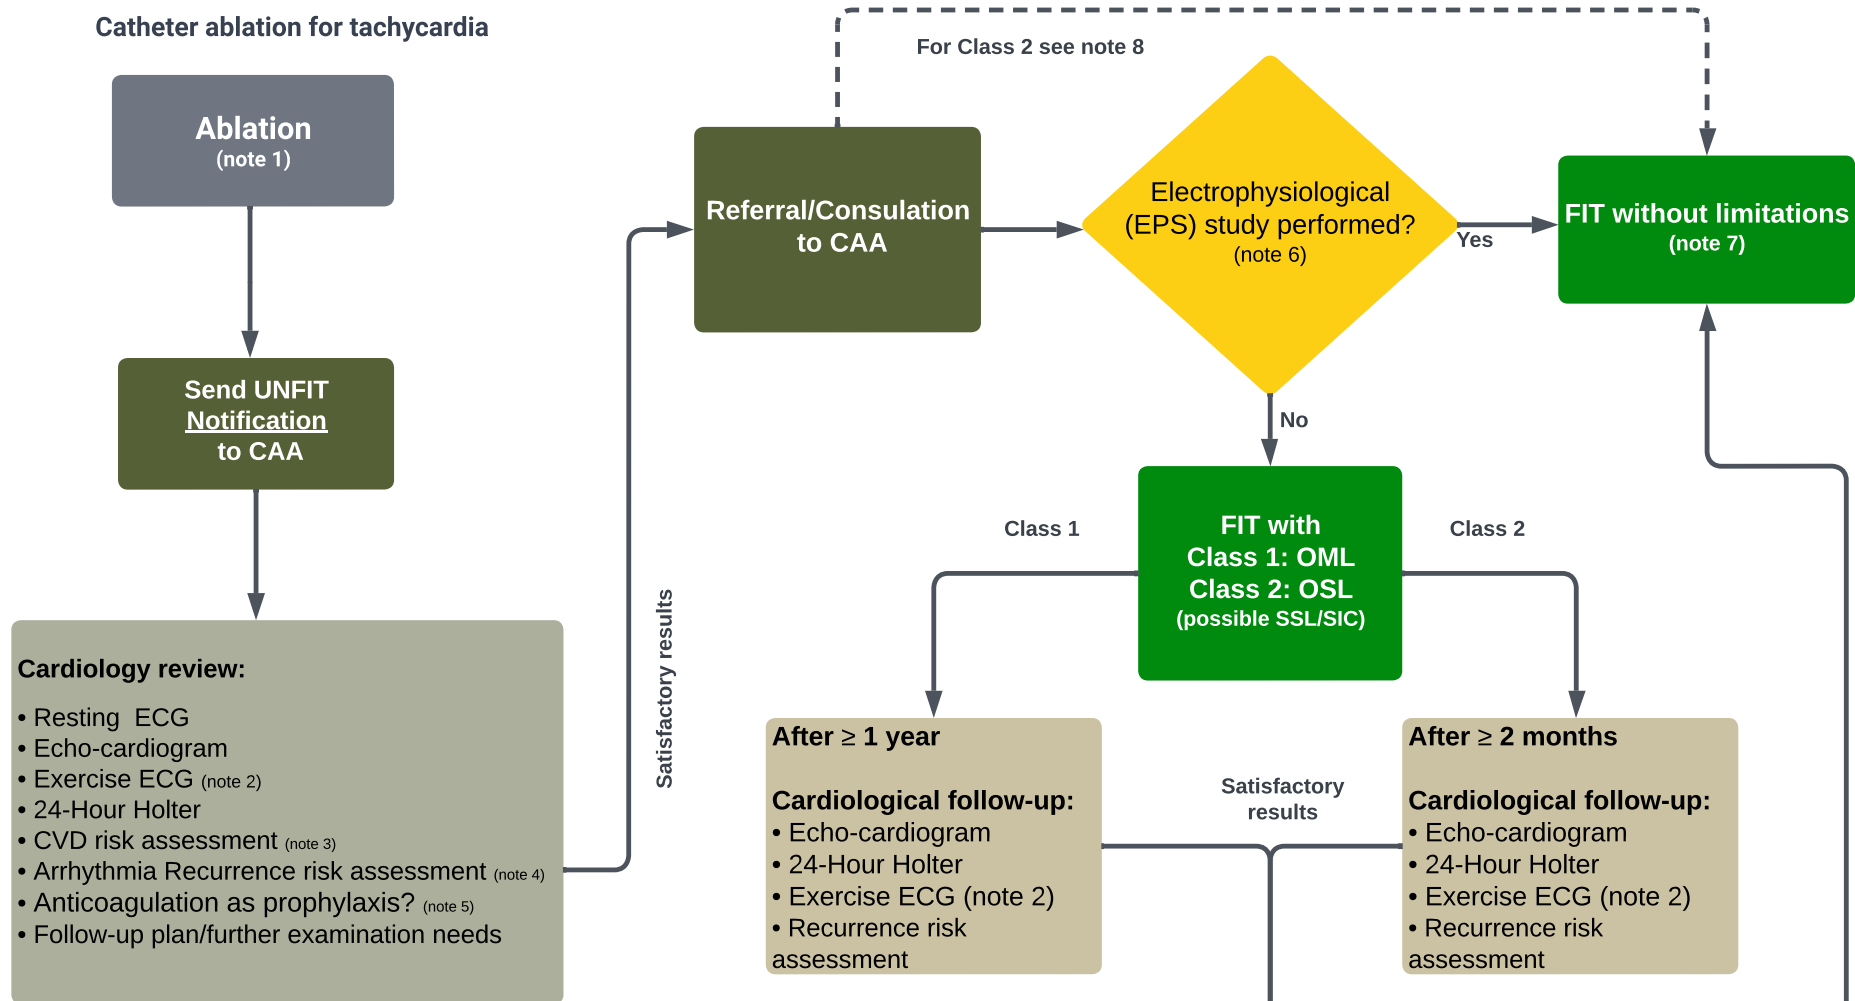 Catheter ablation for tachycardia
Ablation
(note 1)
Send UNFIT
Notification
to CAA
Cardiology review:
• Resting  ECG
• Echo-cardiogram
• Exercise ECG (note 2)
• 24-Hour Holter
• CVD risk assessment (note 3)
• Arrhythmia Recurrence risk assessment (note 4)
• Anticoagulation as prophylaxis? (note 5)
• Follow-up plan/further examination needs
Satisfactory results
Referral/Consulation
to CAA
For Class 2 see note 8
Electrophysiological
(EPS) study performed?
(note 6)
Yes
FIT without limitations
(note 7)
No
FIT with
Class 1: OML
Class 2: OSL
(possible SSL/SIC)
Class 1
Class 2
After ≥ 1 year
Cardiological follow-up:
• Echo-cardiogram
• 24-Hour Holter
• Exercise ECG (note 2)
• Recurrence risk
assessment
Satisfactory
results
After ≥ 2 months
Cardiological follow-up:
• Echo-cardiogram
• 24-Hour Holter
• Exercise ECG (note 2)
• Recurrence risk
assessment